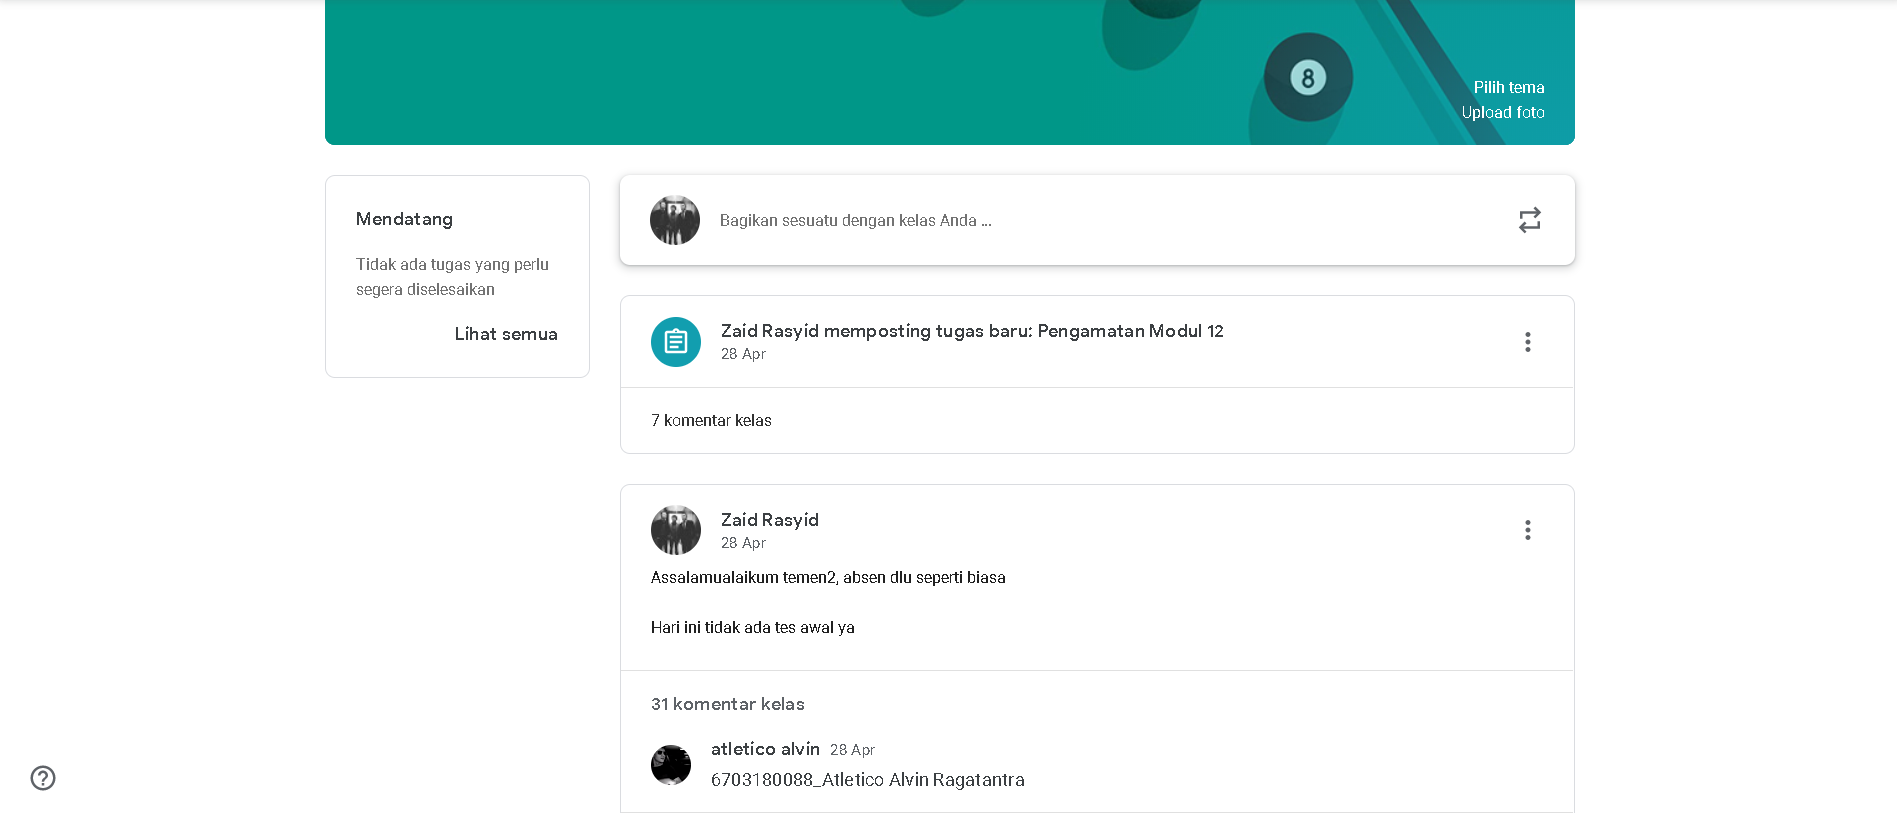 8
Pilih tema
Upload foto
Mendatang
Tidak ada tugas yang perlu
segera diselesaikan
Lihat semua
Bagikan sesuatu dengan kelas Anda ...
Zaid Rasyid memposting tugas baru: Pengamatan Modul 12
28 Apr
7 komentar kelas
Zaid Rasyid
28 Apr
Assalamualaikum temen2, absen dlu seperti biasa
Hari ini tidak ada tes awal ya
31 komentar kelas
atletico alvin 28 Apr
6703180088_Atletico Alvin Ragatantra